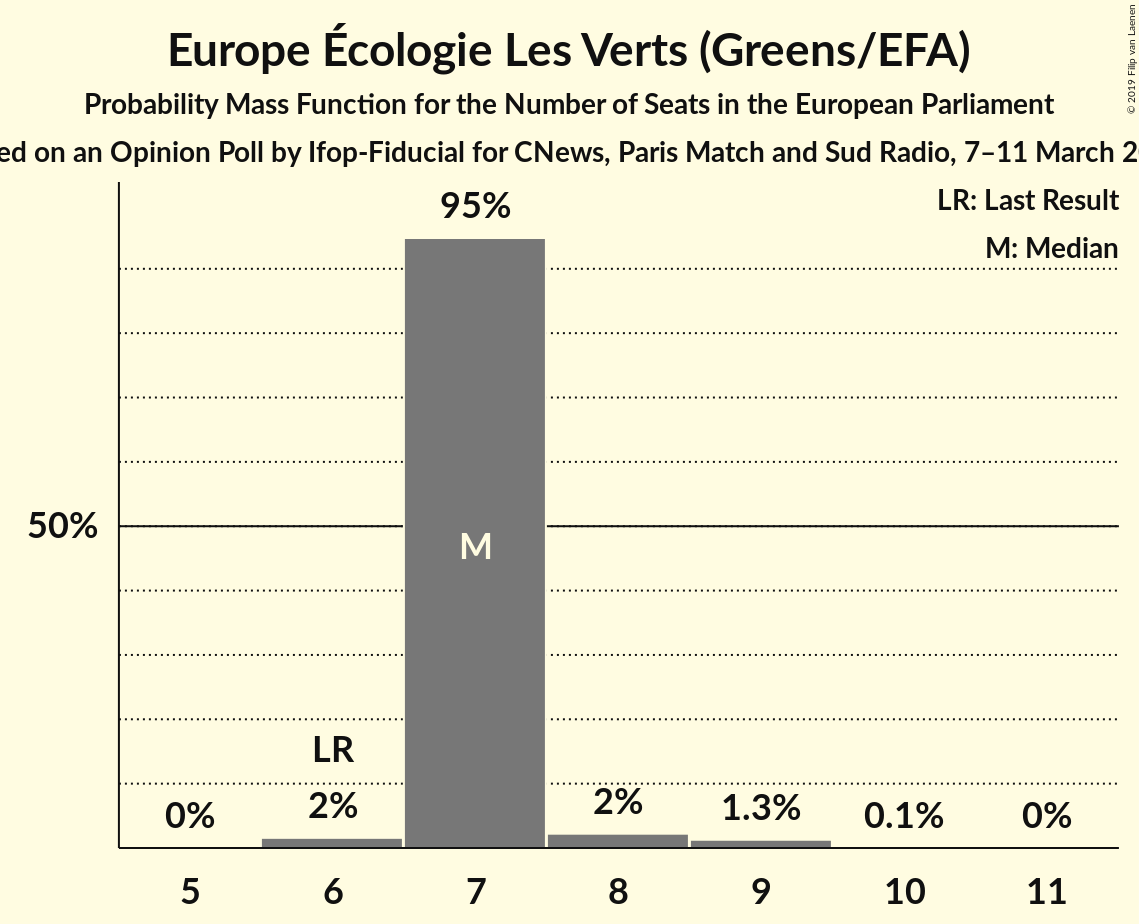 Europe Écologie Les Verts (Greens/EFA)
Probability Mass Function for the Number of Seats in the European Parliament
on an Opinion Poll by Ifop-Fiducial for CNews, Paris Match and Sud Radio, 7–11 March
© 2019 Filip van Laenen
LR: Last Result
M: Median
95%
50%
M
LR
0%
2%
2%
1.3%
0.1%
0%
5
6
7
8
9
10
11